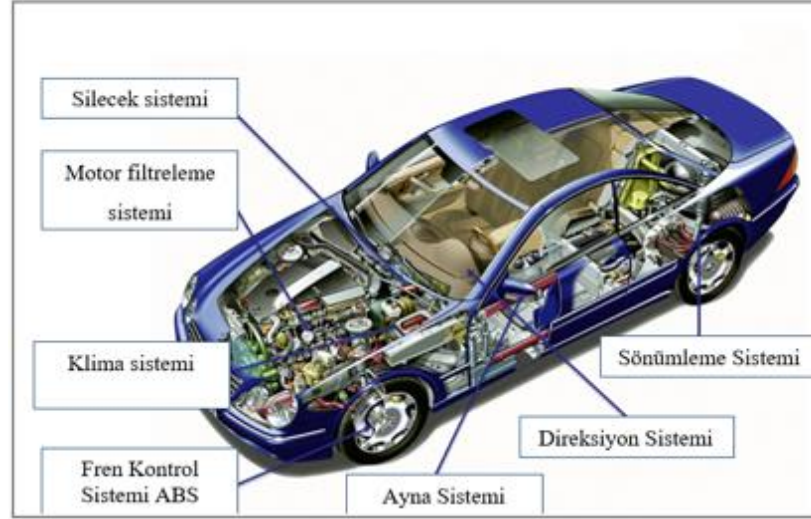 Silecek sistemi
Motor filtreleme
sistemi
Klima sistemi
Fren Kontrol
Sistemi ABS
Ayna Sistemi
Direksiyon Sistemi
Sönümleme Sistemi